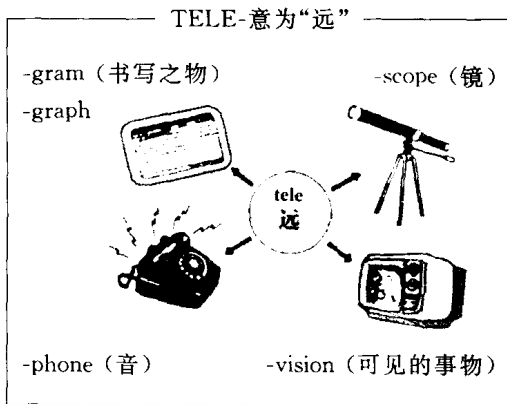 TELE-意为“远”
-gram（书写之物）
-graph
-scope（镜）
tele
远
-phone（音）
-vision（可见的事物）